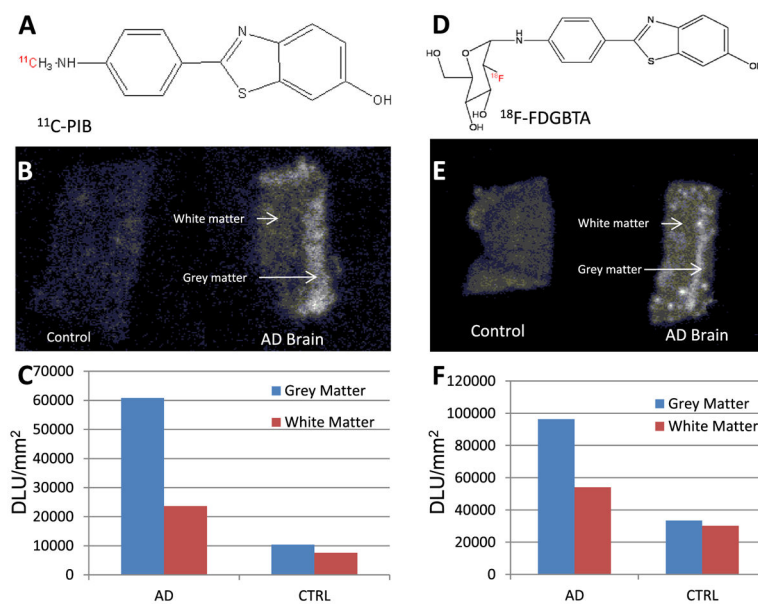 A
N
¹¹CH₃·NH
S
OH
¹¹C-PIB
B
White matter
Grey matter
Control
AD Brain
C
70000
60000
50000
40000
30000
20000
10000
0
DLU/mm²
Grey Matter
White Matter
AD
CTRL
D
O
NH
N
HO
¹⁸F
S
OH
HO
OH
¹⁸F-FDGBTA
E
White matter
Grey matter
Control
AD Brain
F
120000
100000
80000
60000
40000
20000
0
DLU/mm²
Grey Matter
White Matter
AD
CTRL